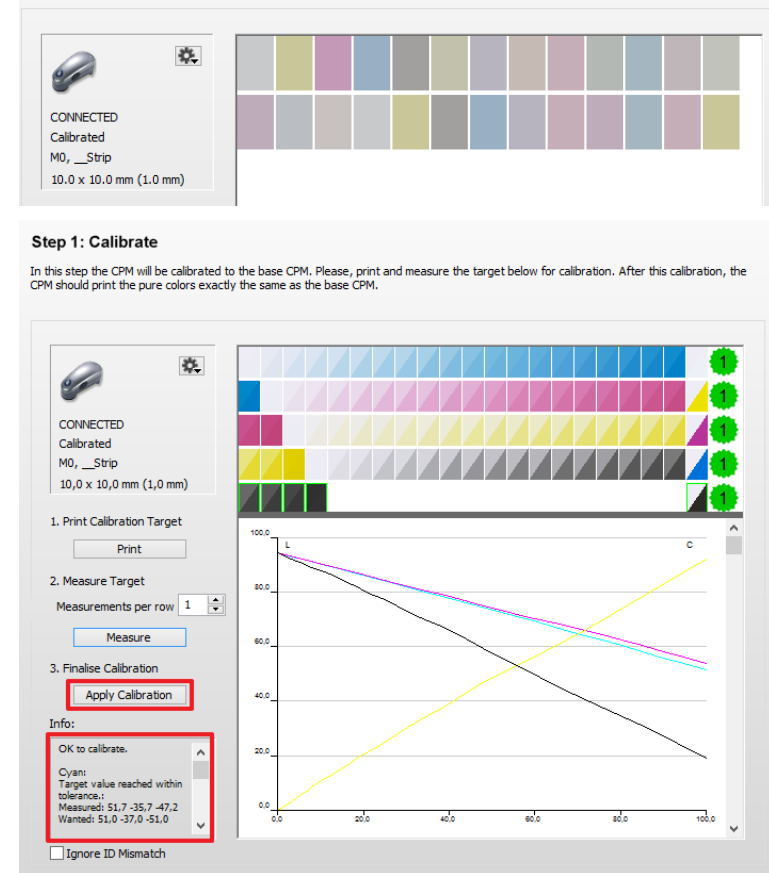 CONNECTED
Calibrated
M0, __Strip
10.0 x 10.0 mm (1.0 mm)
Step 1: Calibrate
In this step the CPM will be calibrated to the base CPM. Please, print and measure the target below for calibration. After this calibration, the
CPM should print the pure colors exactly the same as the base CPM.
CONNECTED
Calibrated
M0, __Strip
10,0 x 10,0 mm (1,0 mm)
1. Print Calibration Target
Print
2. Measure Target
Measurements per row 1
Measure
3. Finalise Calibration
Apply Calibration
Info:
OK to calibrate.
Cyan:
Target value reached within
tolerance.:
Measured: 51,7 -35,7 -47,2
Wanted: 51,0 -37,0 -51,0
Ignore ID Mismatch
1
1
1
1
1
100,0
L
C
80,0
60,0
40,0
20,0
0,0
0,0 20,0 40,0 60,0 80,0 100,0